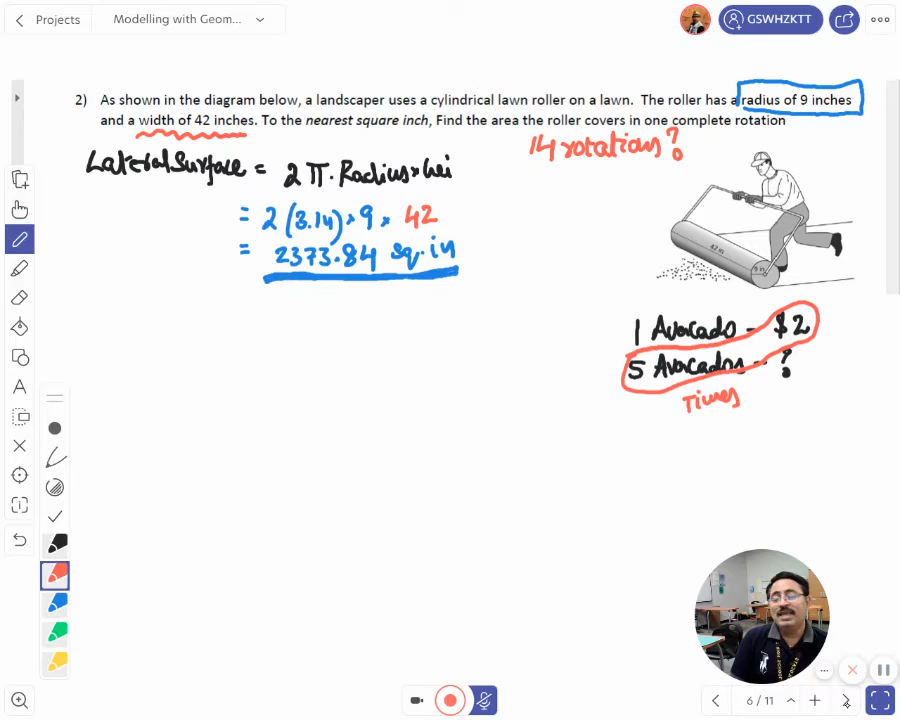 Projects
Modelling with Geom...
GSWHZKTT
2) As shown in the diagram below, a landscaper uses a cylindrical lawn roller on a lawn. The roller has a radius of 9 inches
and a width of 42 inches. To the nearest square inch, Find the area the roller covers in one complete rotation
14 rotations?
Lateral Surface = 2 π. Radius × hei
= 2 (3.14) × 9 × 42
= 2373.84 sq.in
42 in
9 in
1 Avocado - $2
5 Avocados - ?
Times
A
6 / 11